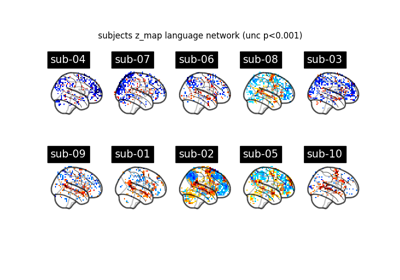 subjects z_map language network (unc p<0.001)
sub-04 sub-07 sub-06 sub-08 sub-03
sub-09 sub-01 sub-02 sub-05 sub-10